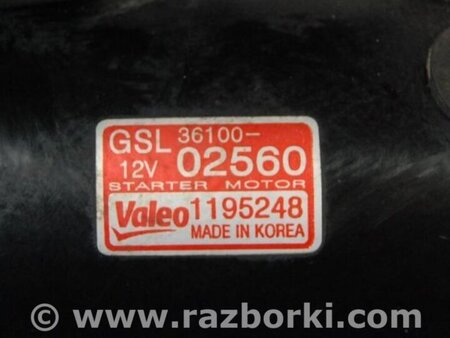 GSL 36100-
12V 02560
STARTER MOTOR
Valeo 1195248
MADE IN KOREA
© www.razborki.com